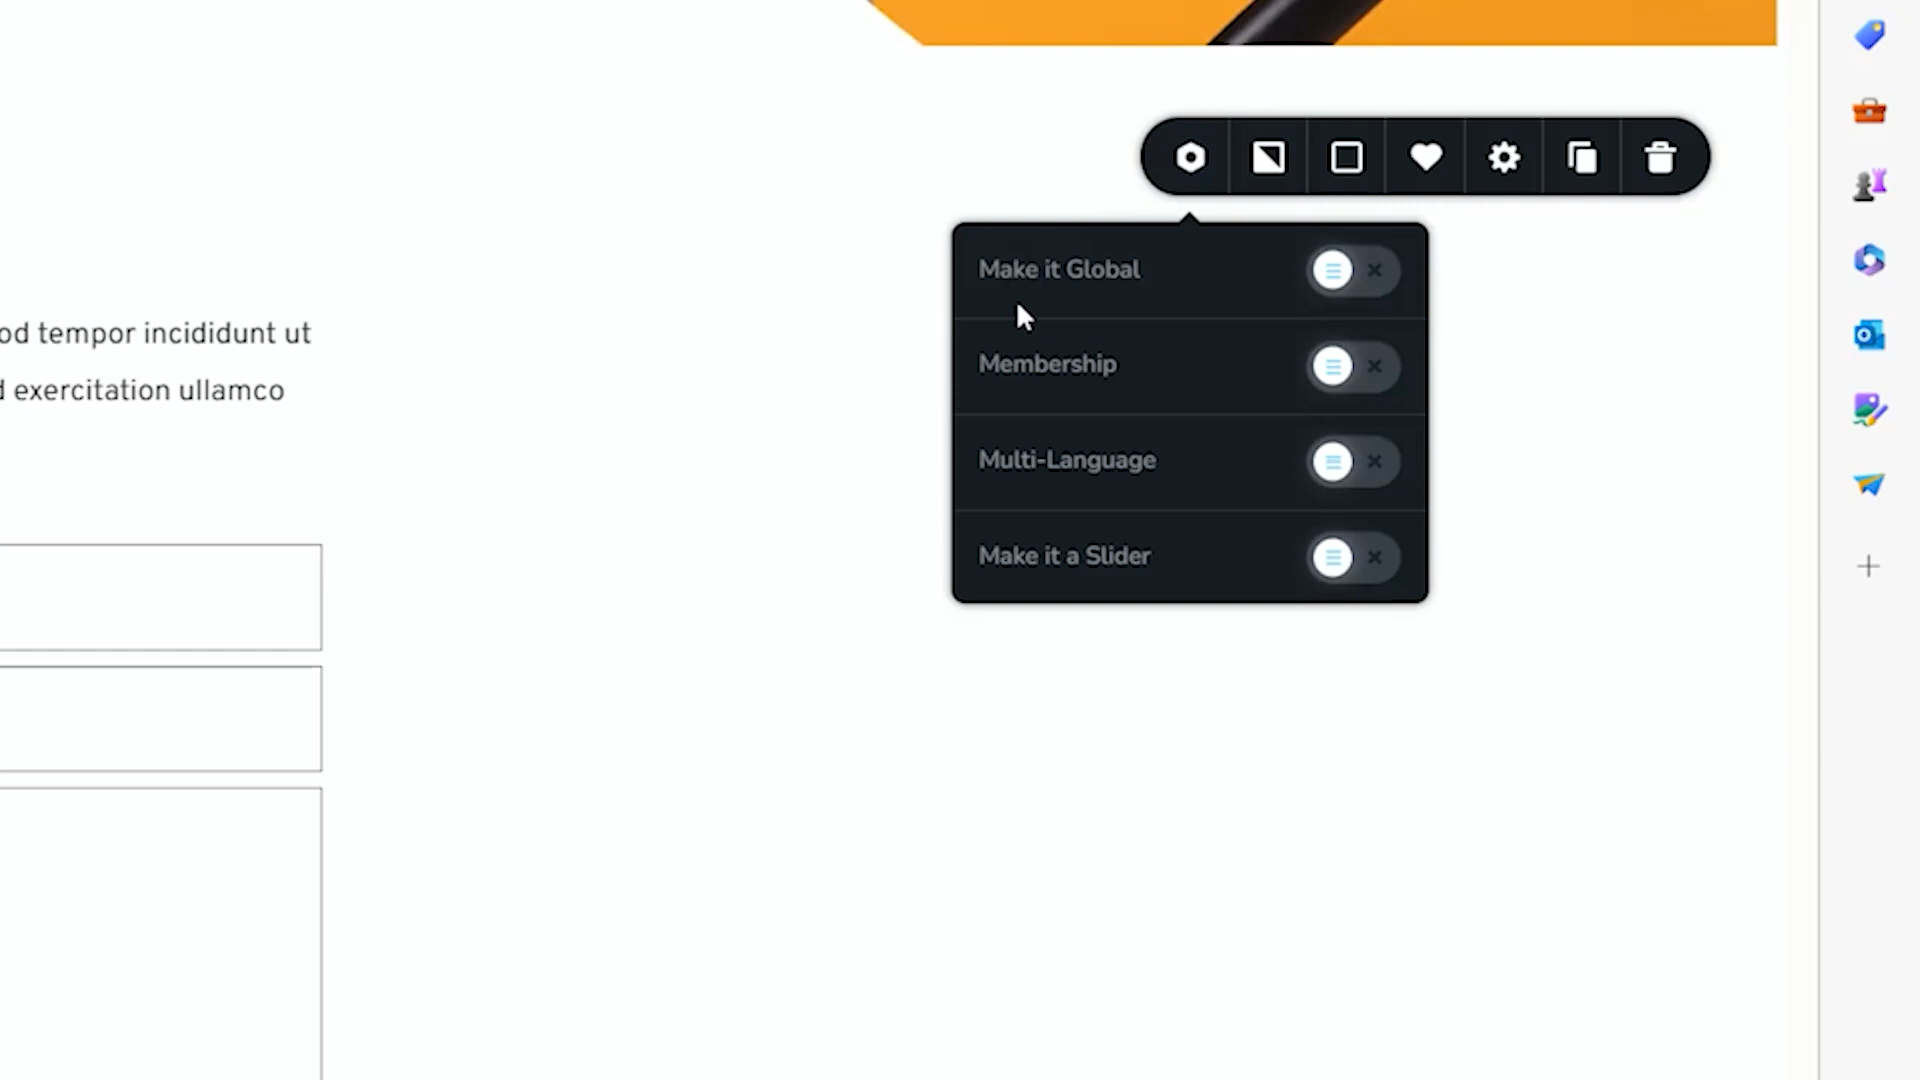 Make it Global
od tempor incididunt ut
Membership
exercitation ullamco
Multi-Language
Make it a Slider